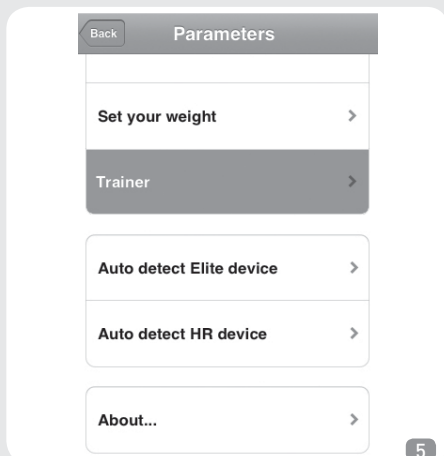 Back Parameters
Set your weight
Trainer
Auto detect Elite device
Auto detect HR device
About...
5